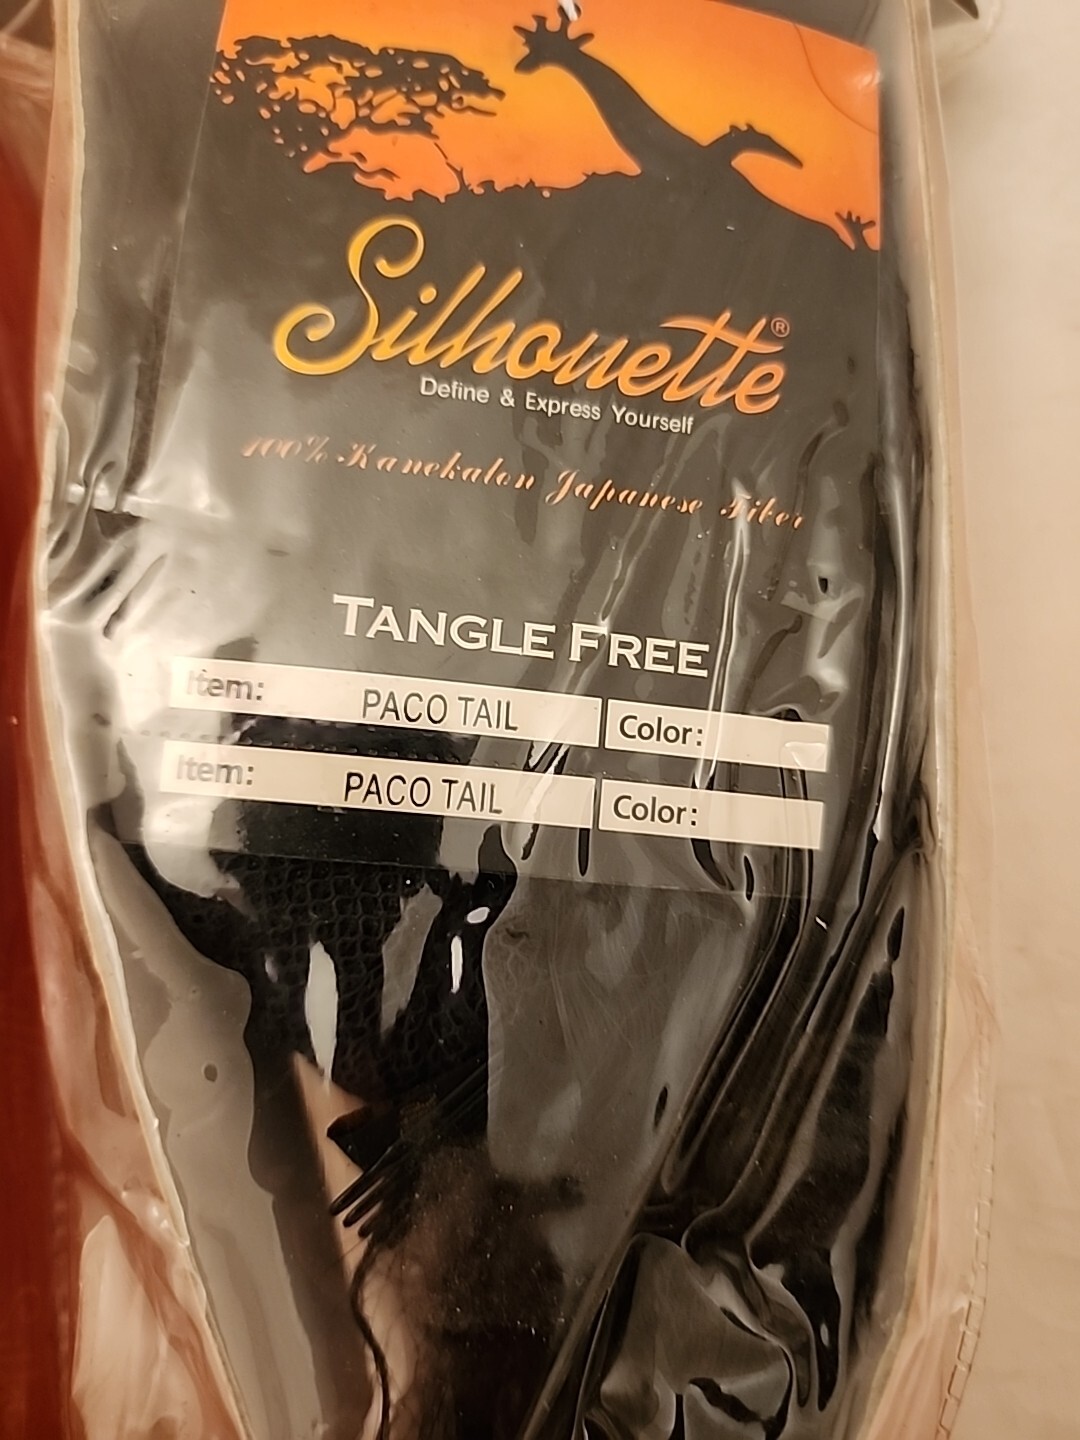 Silhouette®
Define & Express Yourself
100% Kanekalon Japanese Fiber
TANGLE FREE
Item: PACO TAIL Color:
Item: PACO TAIL Color: